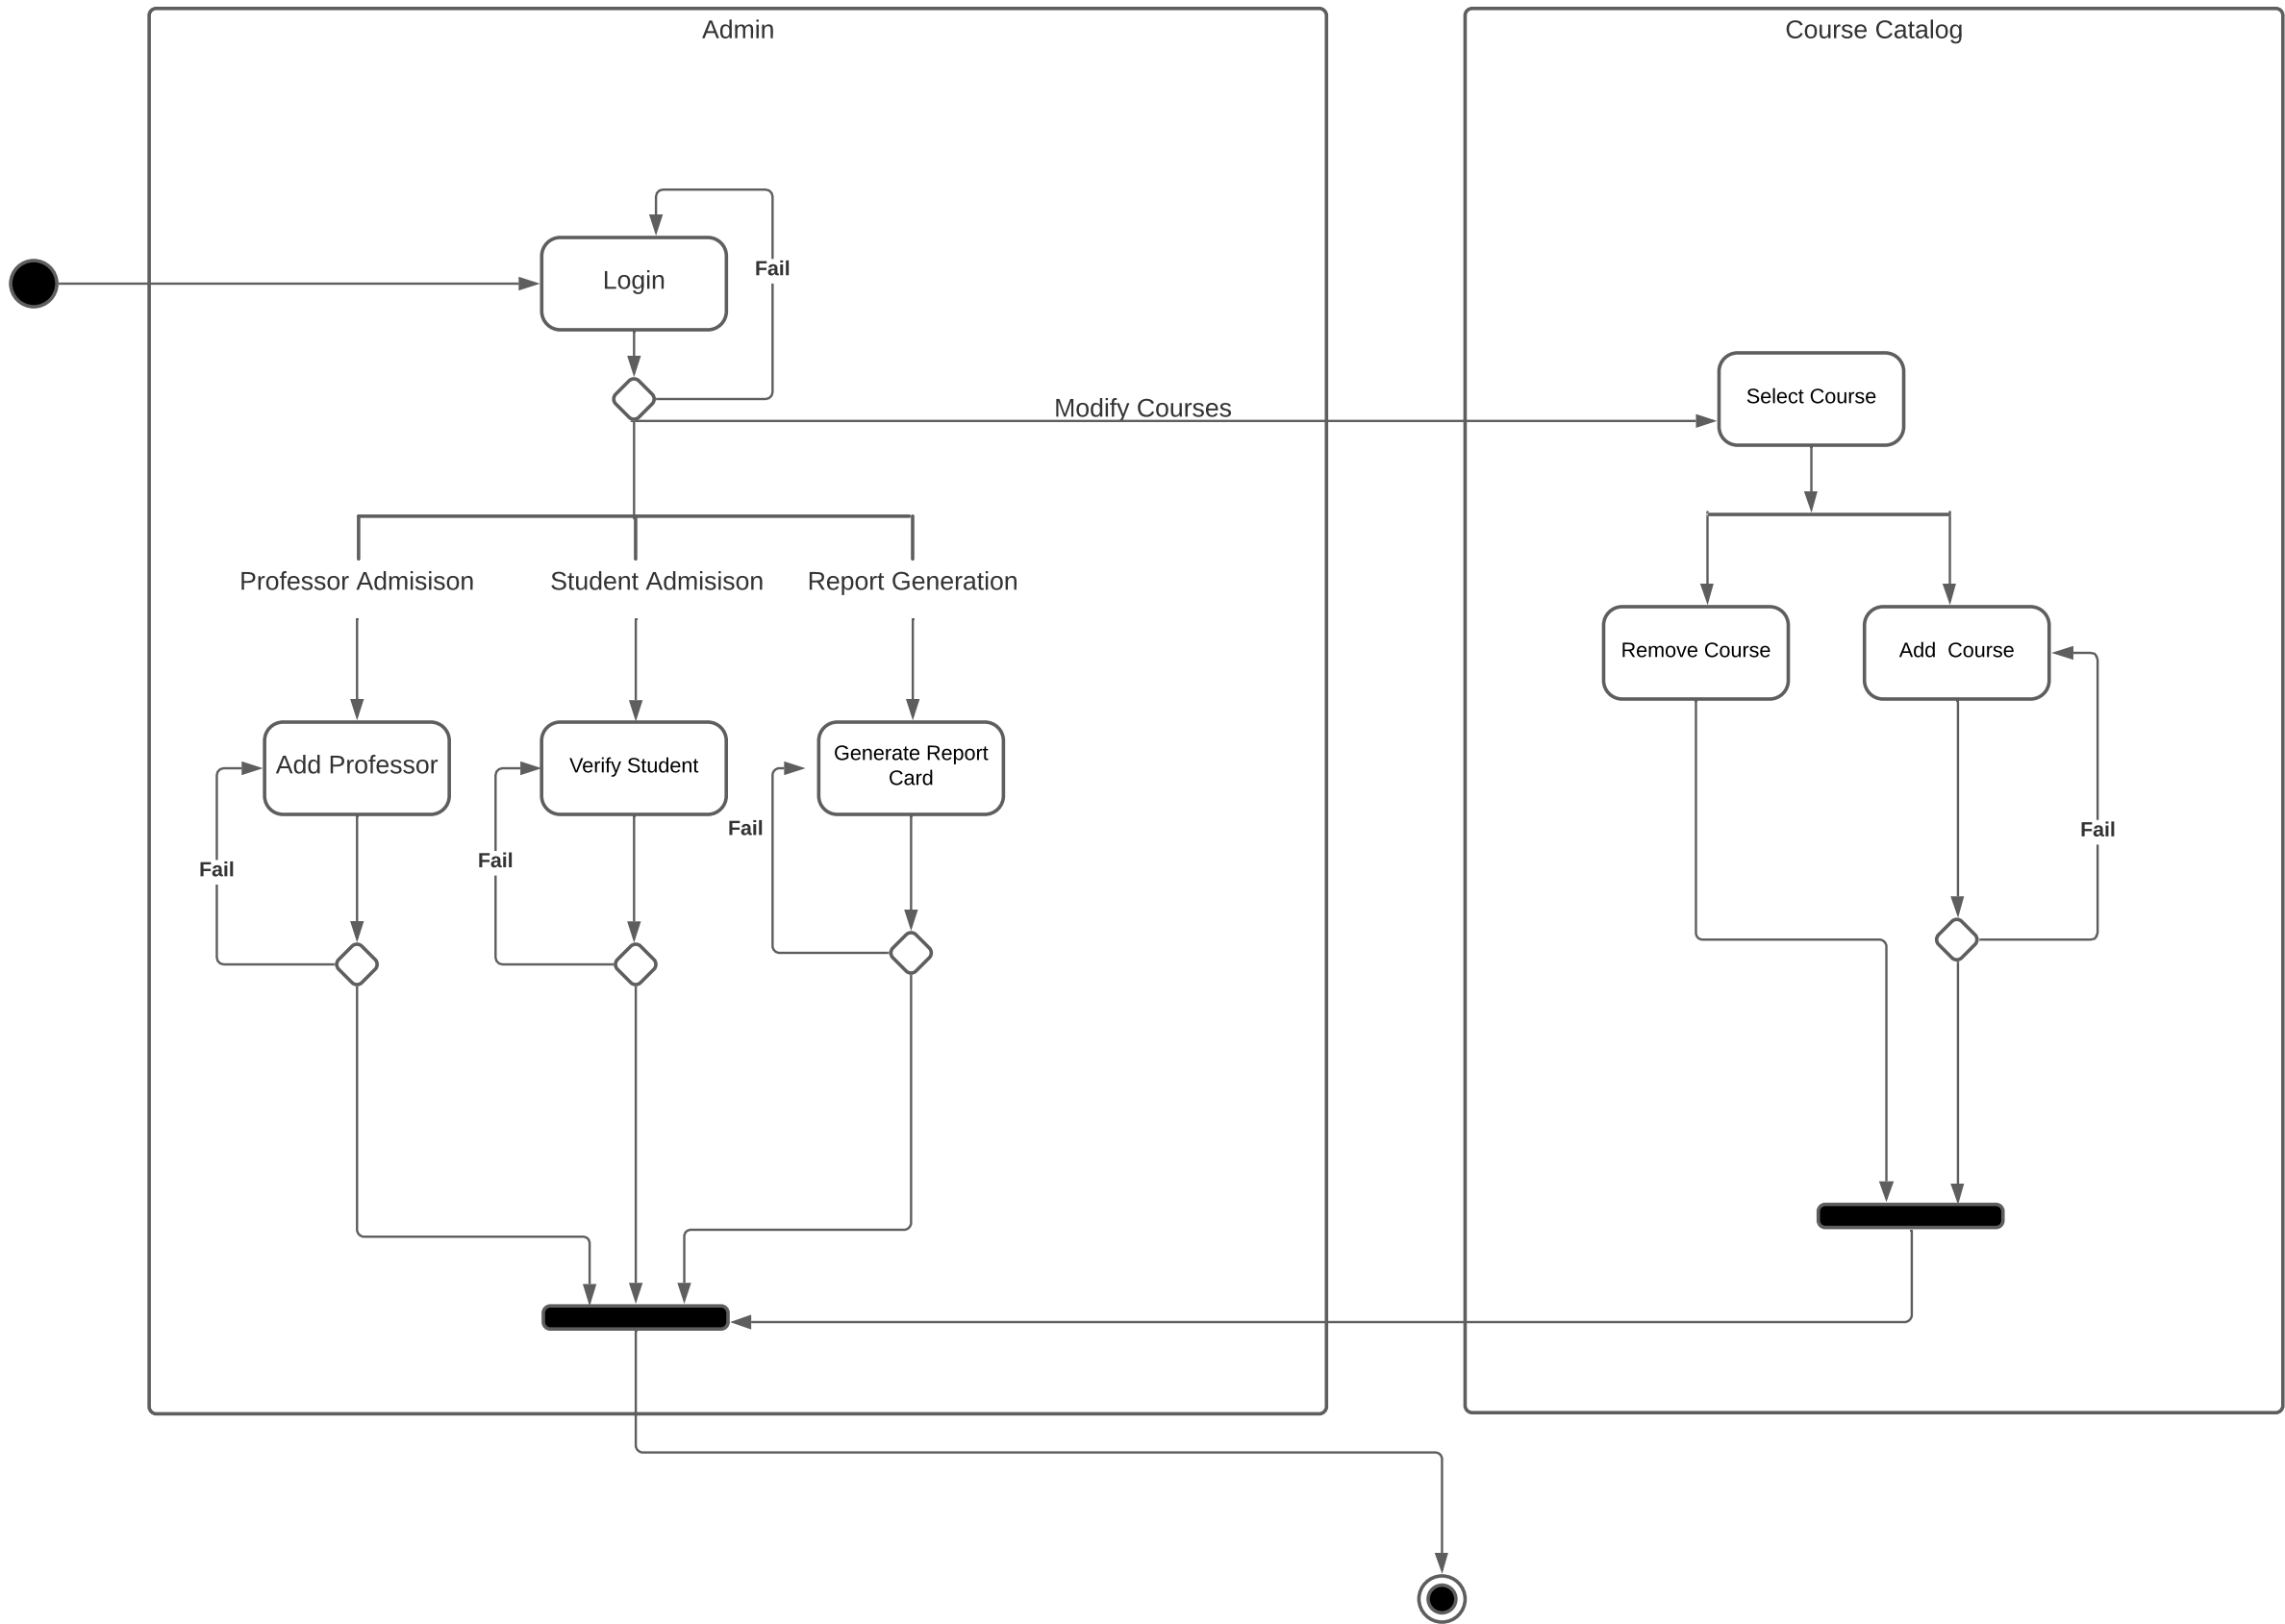 Admin
Course Catalog
Login
Fail
Modify Courses
Select Course
Professor Admisison
Student Admisison
Report Generation
Remove Course
Add  Course
Add Professor
Verify Student
Generate Report
Card
Fail
Fail
Fail
Fail